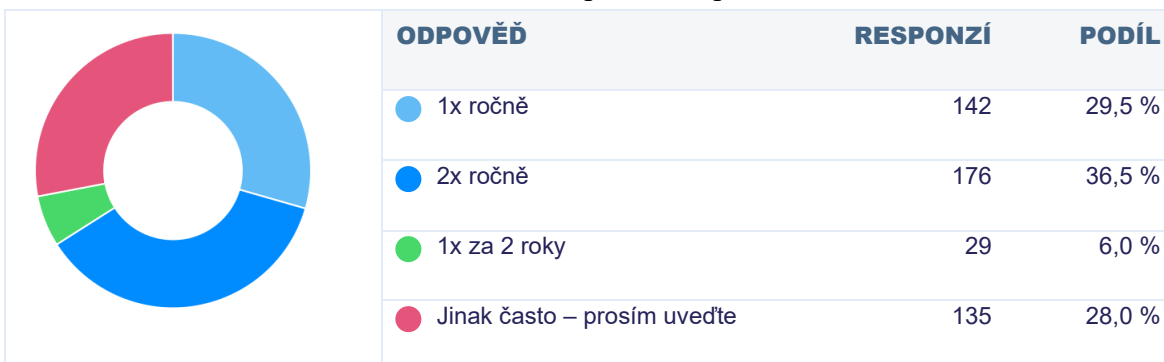 ODPOVĚĎ RESPONZÍ PODÍL
1x ročně 142 29,5 %
2x ročně 176 36,5 %
1x za 2 roky 29 6,0 %
Jinak často – prosím uveďte 135 28,0 %